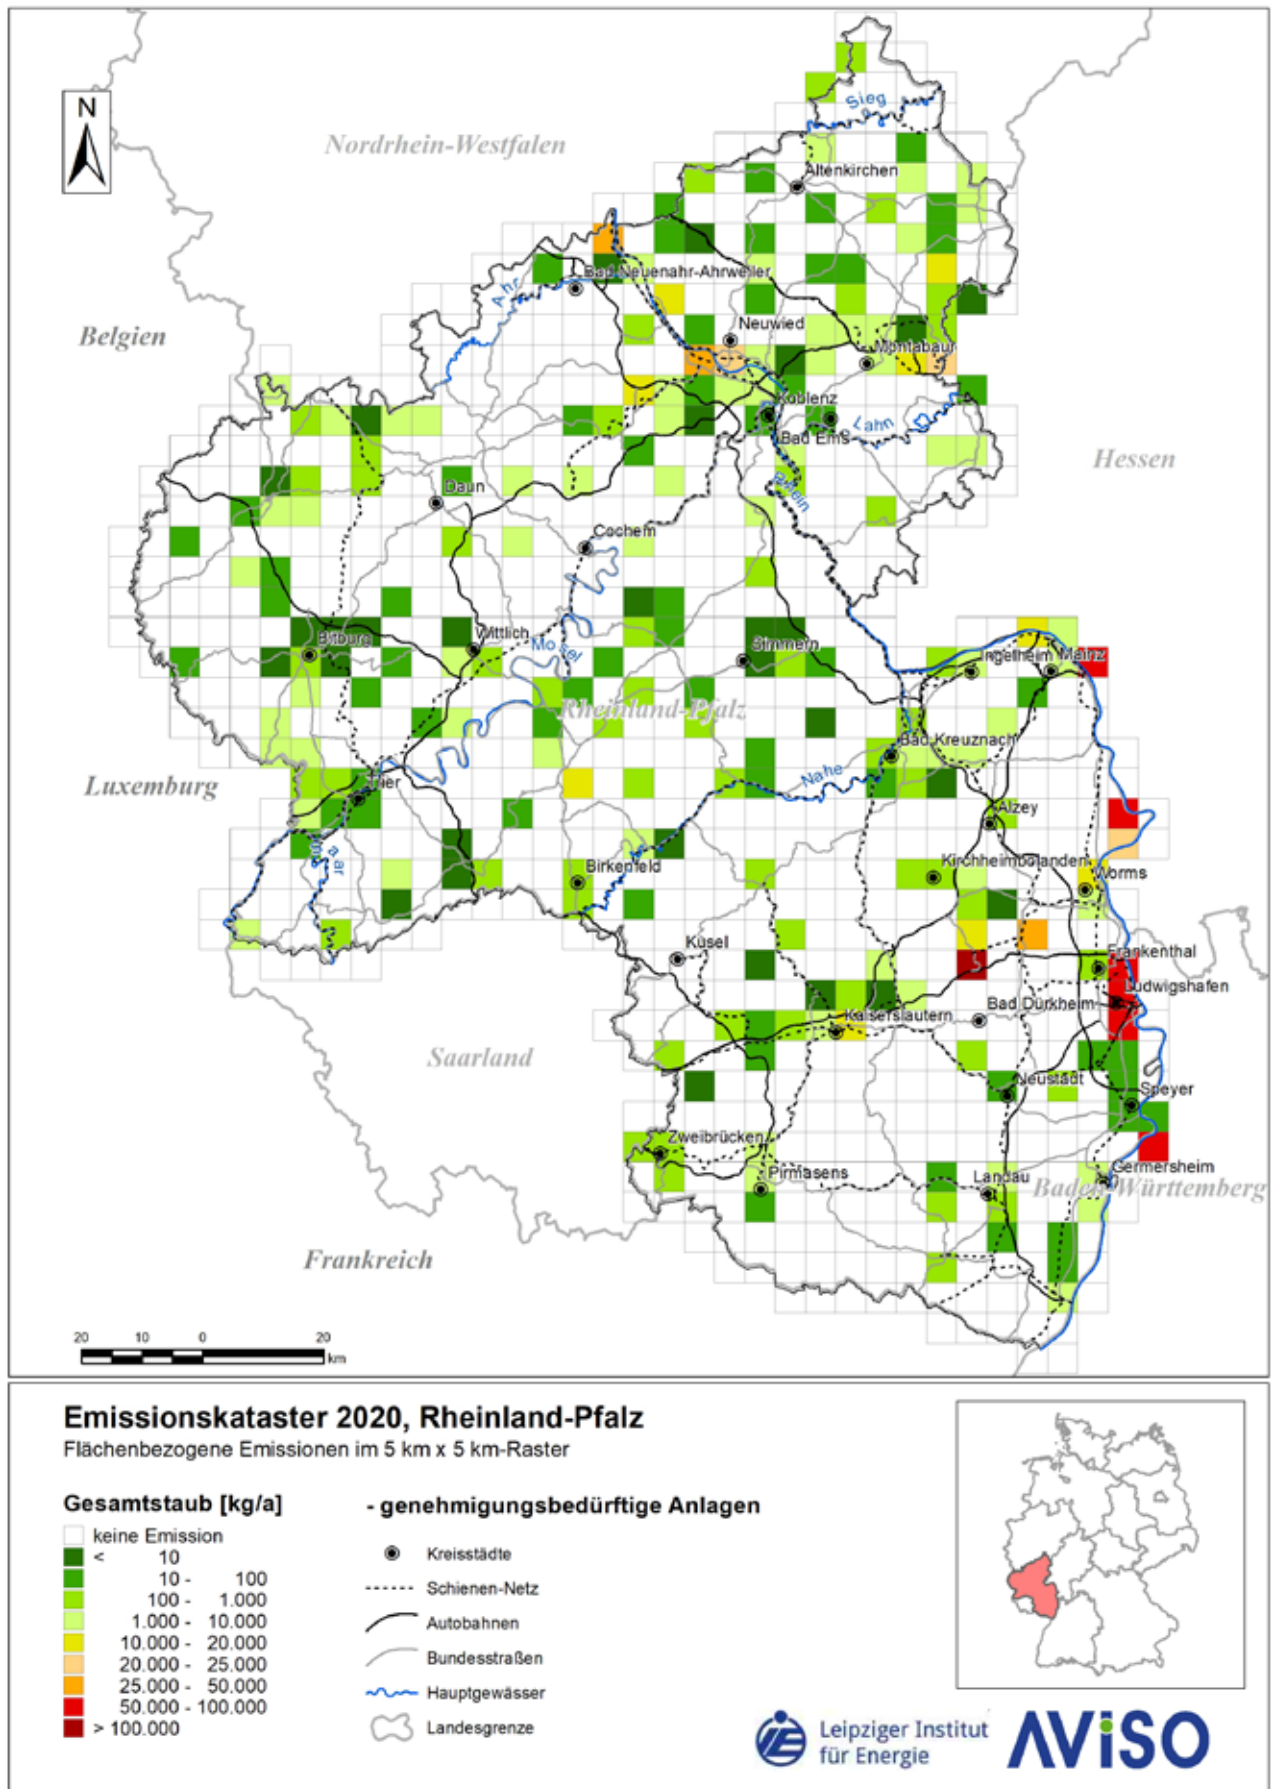 N
Nordrhein-Westfalen
Sieg
Altenkirchen
Ahr
Bad Neuenahr-Ahrweiler
Belgien
Neuwied
Montabaur
Koblenz
Bad Ems
Lahn
Hessen
Rhein
Daun
Cochem
Bitburg
Wittlich
Mosel
Simmern
Ingelheim
Mainz
Rheinland-Pfalz
Bad Kreuznach
Luxemburg
Trier
Nahe
Alzey
Saar
Birkenfeld
Kirchheimbolanden
Worms
Kusel
Frankenthal
Ludwigshafen
Bad Dürkheim
Kaiserslautern
Saarland
Neustadt
Speyer
Zweibrücken
Pirmasens
Landau
Germersheim
Baden-Württemberg
Frankreich
20 10 0 20
km
Emissionskataster 2020, Rheinland-Pfalz
Flächenbezogene Emissionen im 5 km x 5 km-Raster
Gesamtstaub [kg/a]
keine Emission
< 10
10 - 100
100 - 1.000
1.000 - 10.000
10.000 - 20.000
20.000 - 25.000
25.000 - 50.000
50.000 - 100.000
> 100.000
- genehmigungsbedürftige Anlagen
Kreisstädte
Schienen-Netz
Autobahnen
Bundesstraßen
Hauptgewässer
Landesgrenze
Leipziger Institut
für Energie
AViSO